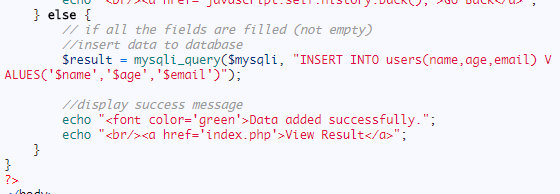 echo "<br/><a href='javascript:self.history.back();'>Go Back</a>";
} else {
// if all the fields are filled (not empty)
//insert data to database
$result = mysqli_query($mysqli, "INSERT INTO users(name,age,email) V
ALUES('$name','$age','$email')");
//display success message
echo "<font color='green'>Data added successfully.";
echo "<br/><a href='index.php'>View Result</a>";
}
}
?>
</body>